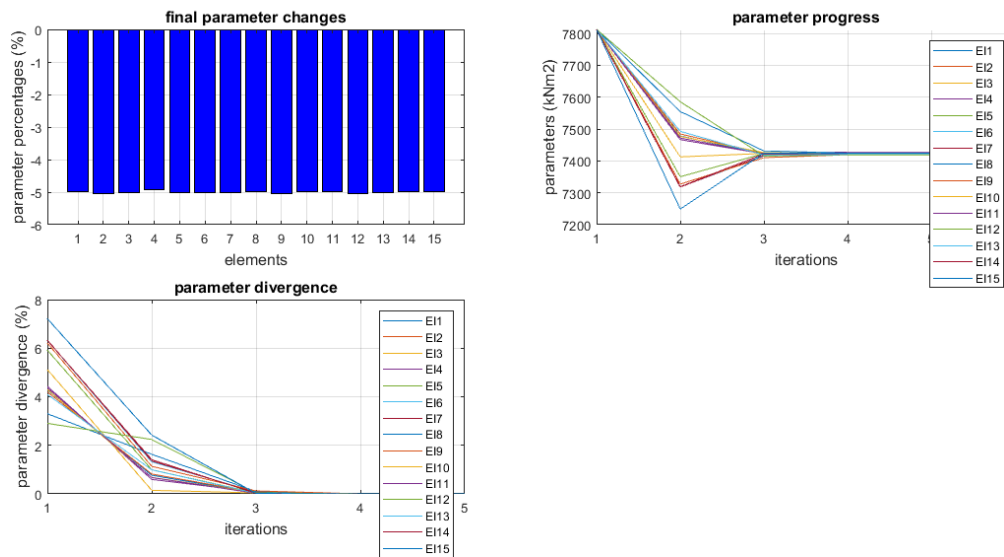 final parameter changes
parameter percentages (%)
0
-1
-2
-3
-4
-5
-6
1 2 3 4 5 6 7 8 9 10 11 12 13 14 15
elements
parameter progress
parameters (kNm2)
7800
7700
7600
7500
7400
7300
7200
1 2 3 4 5
iterations
EI1
EI2
EI3
EI4
EI5
EI6
EI7
EI8
EI9
EI10
EI11
EI12
EI13
EI14
EI15
parameter divergence
parameter divergence (%)
8
6
4
2
0
1 2 3 4 5
iterations
EI1
EI2
EI3
EI4
EI5
EI6
EI7
EI8
EI9
EI10
EI11
EI12
EI13
EI14
EI15